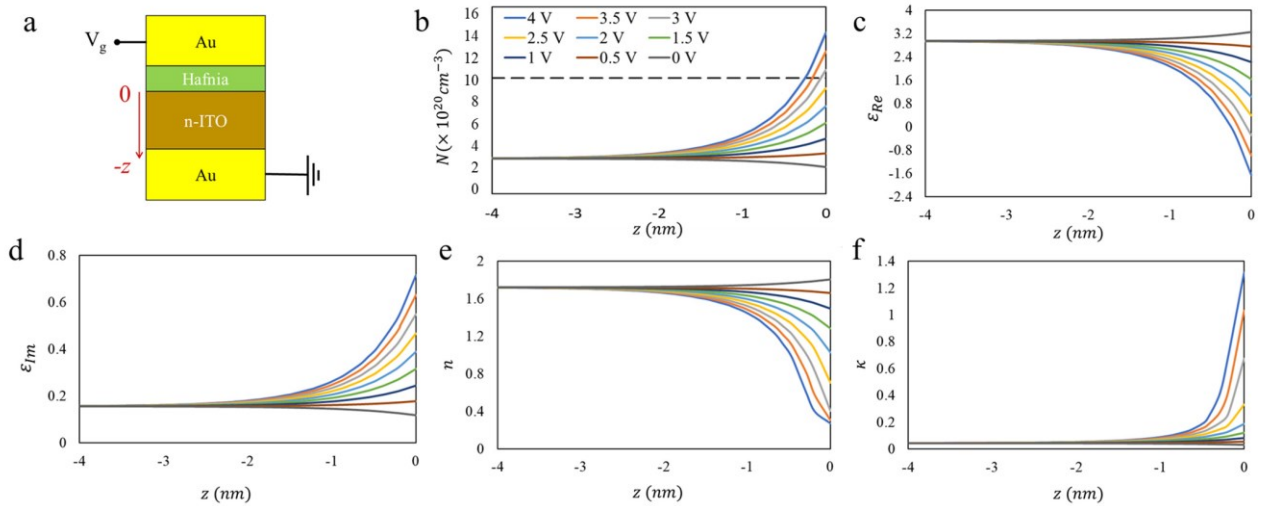 a
V_g
Au
Hafnia
0
n-ITO
-z
Au
b
4 V 3.5 V 3 V
2.5 V 2 V 1.5 V
1 V 0.5 V 0 V
N(× 10^20 cm^-3)
16
14
12
10
8
6
4
2
0
-4 -3 -2 -1 0
z (nm)
c
ε_Re
4
3.2
2.4
1.6
0.8
0
-0.8
-1.6
-2.4
-4 -3 -2 -1 0
z (nm)
d
ε_Im
0.8
0.6
0.4
0.2
0
-4 -3 -2 -1 0
z (nm)
e
n
2
1.6
1.2
0.8
0.4
0
-4 -3 -2 -1 0
z (nm)
f
κ
1.4
1.2
1
0.8
0.6
0.4
0.2
0
-4 -3 -2 -1 0
z (nm)